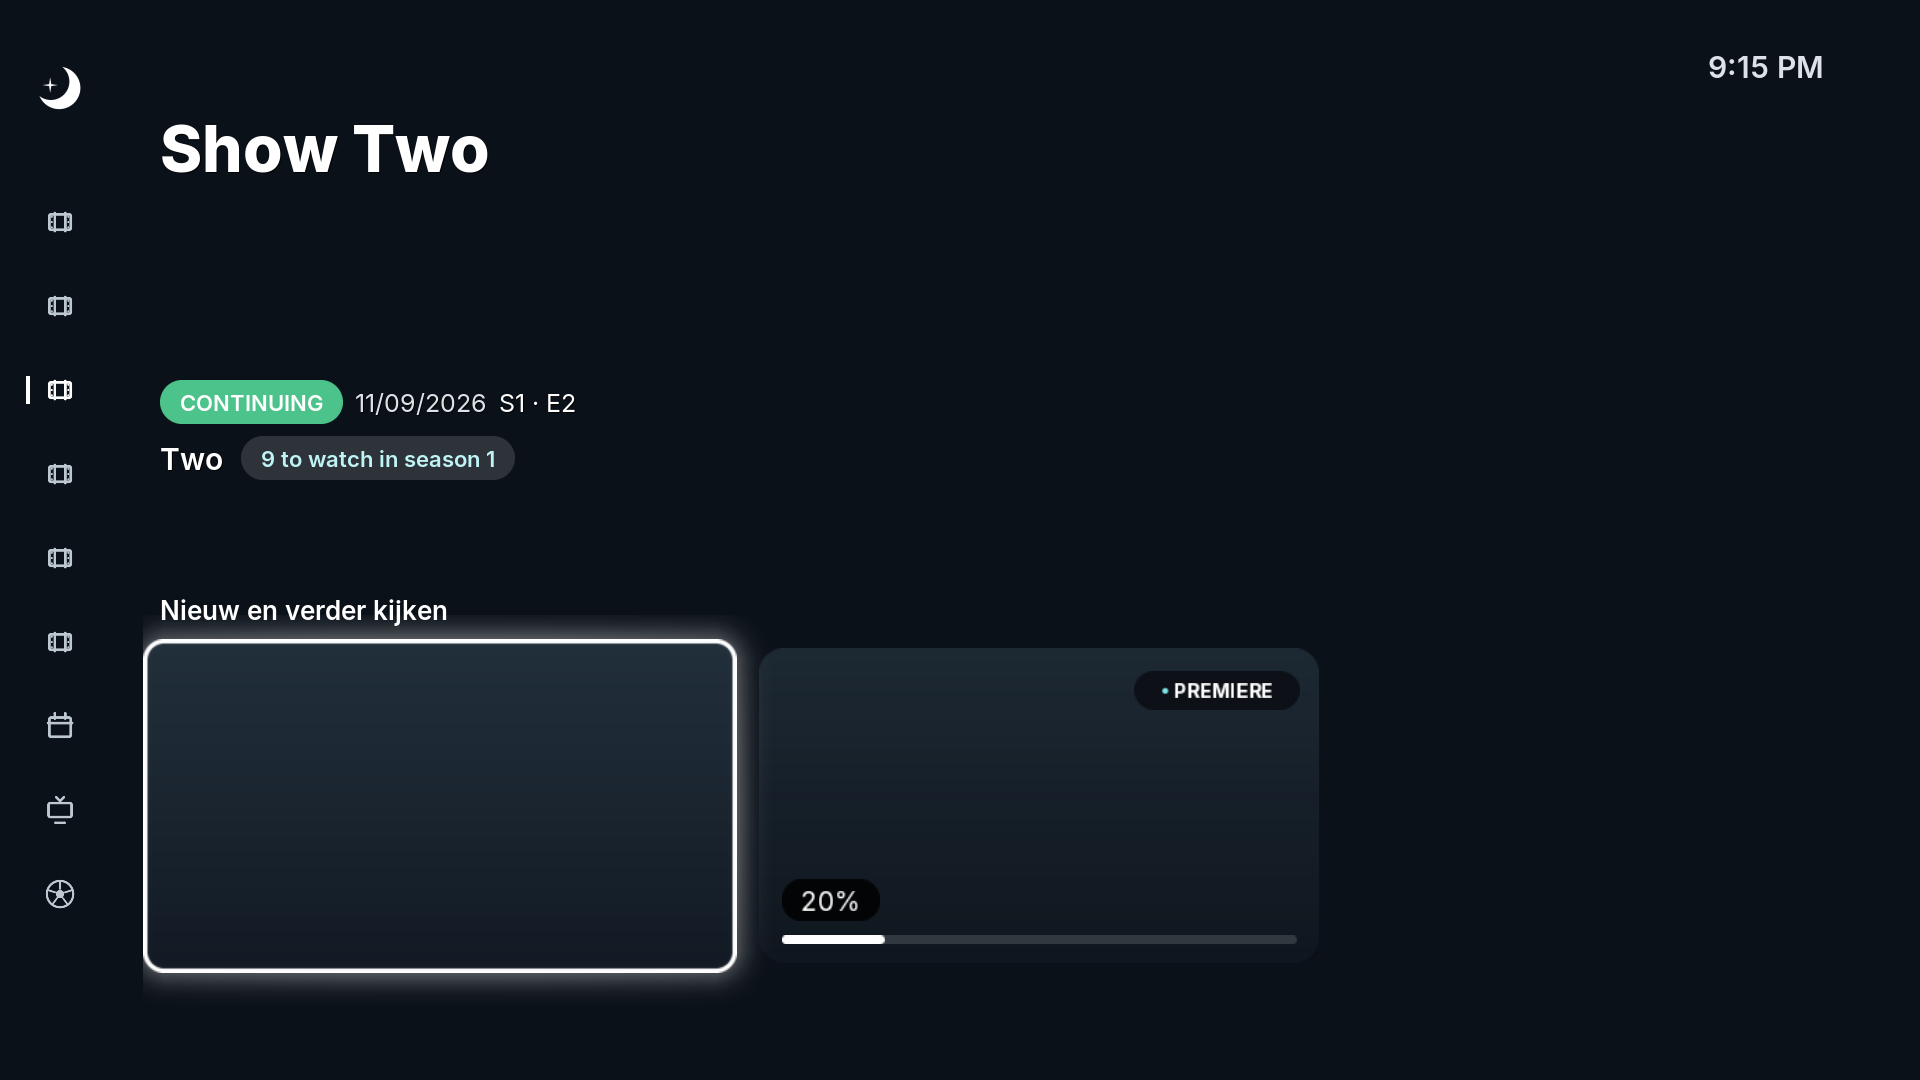 9:15 PM
Show Two
CONTINUING 11/09/2026 S1 · E2
Two 9 to watch in season 1
Nieuw en verder kijken
• PREMIERE
20%